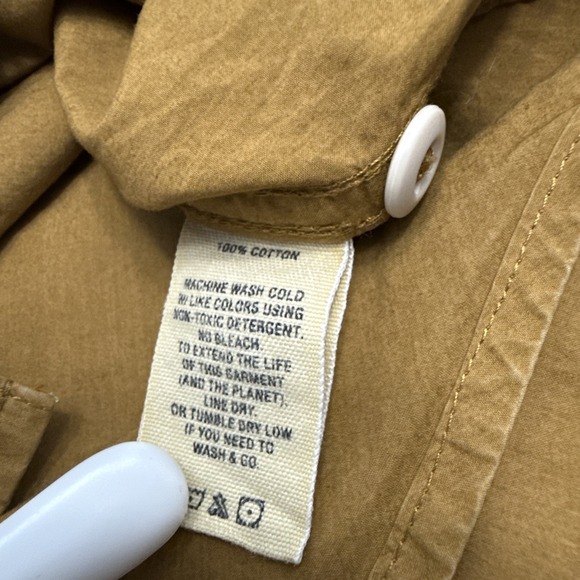 100% COTTON
MACHINE WASH COLD
W/ LIKE COLORS USING
NON-TOXIC DETERGENT.
NO BLEACH.
TO EXTEND THE LIFE
OF THIS GARMENT
(AND THE PLANET),
LINE DRY.
OR TUMBLE DRY LOW
IF YOU NEED TO
WASH & GO.